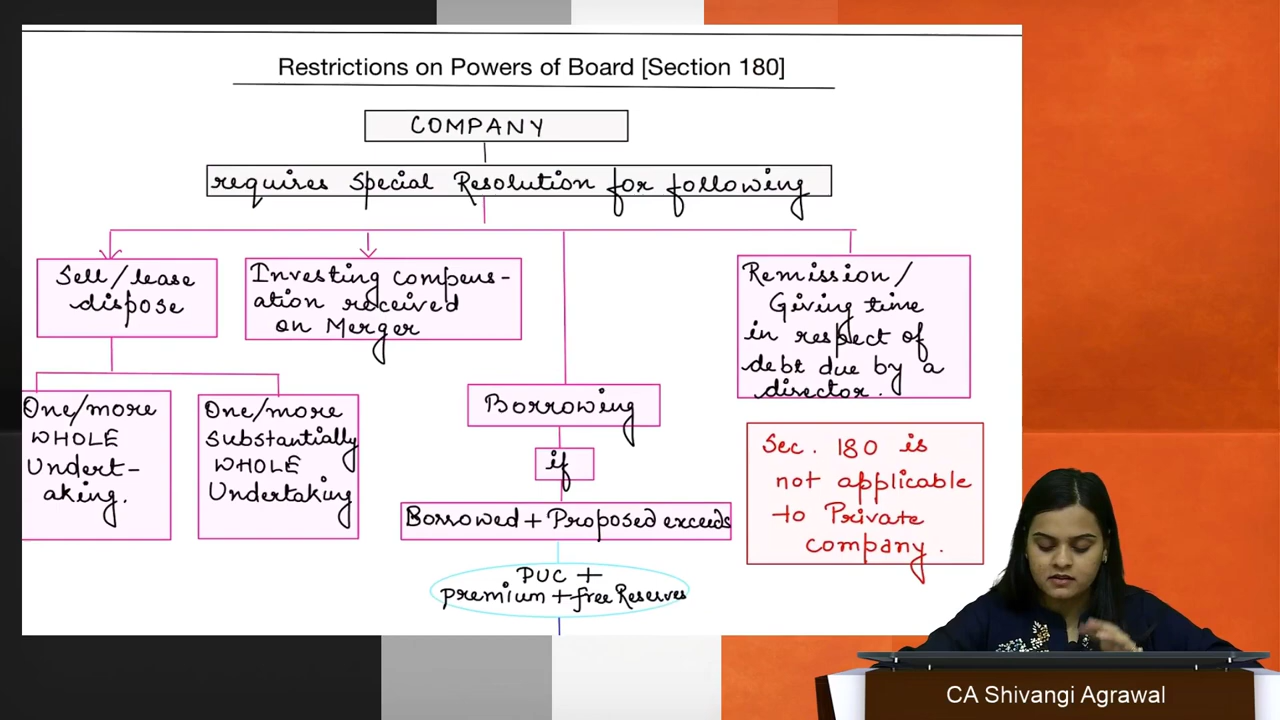 Restrictions on Powers of Board [Section 180]
COMPANY
requires special Resolution for following
Sell/lease
dispose
Investing compens-
ation received
on Merger
Remission/
Giving time
in respect of
debt due by a
director.
One/more
WHOLE
Undert-
aking.
One/more
substantially
WHOLE
Undertaking
Borrowing
if
Borrowed + Proposed exceeds
PUC +
premium + free Reserves
Sec. 180 is
not applicable
to Private
company.
CA Shivangi Agrawal